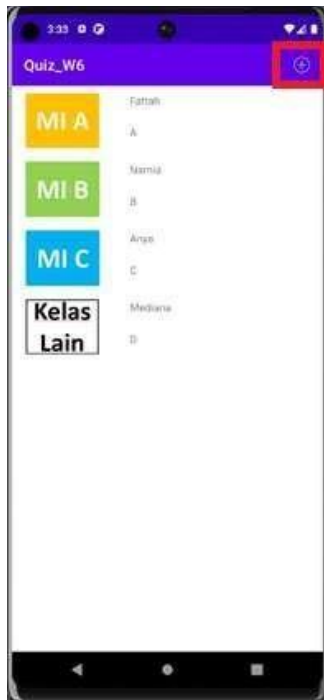 3:33
Quiz_W6
MI A
Fattah
A
MI B
Namia
B
MI C
Anya
C
Kelas
Lain
Mediana
D